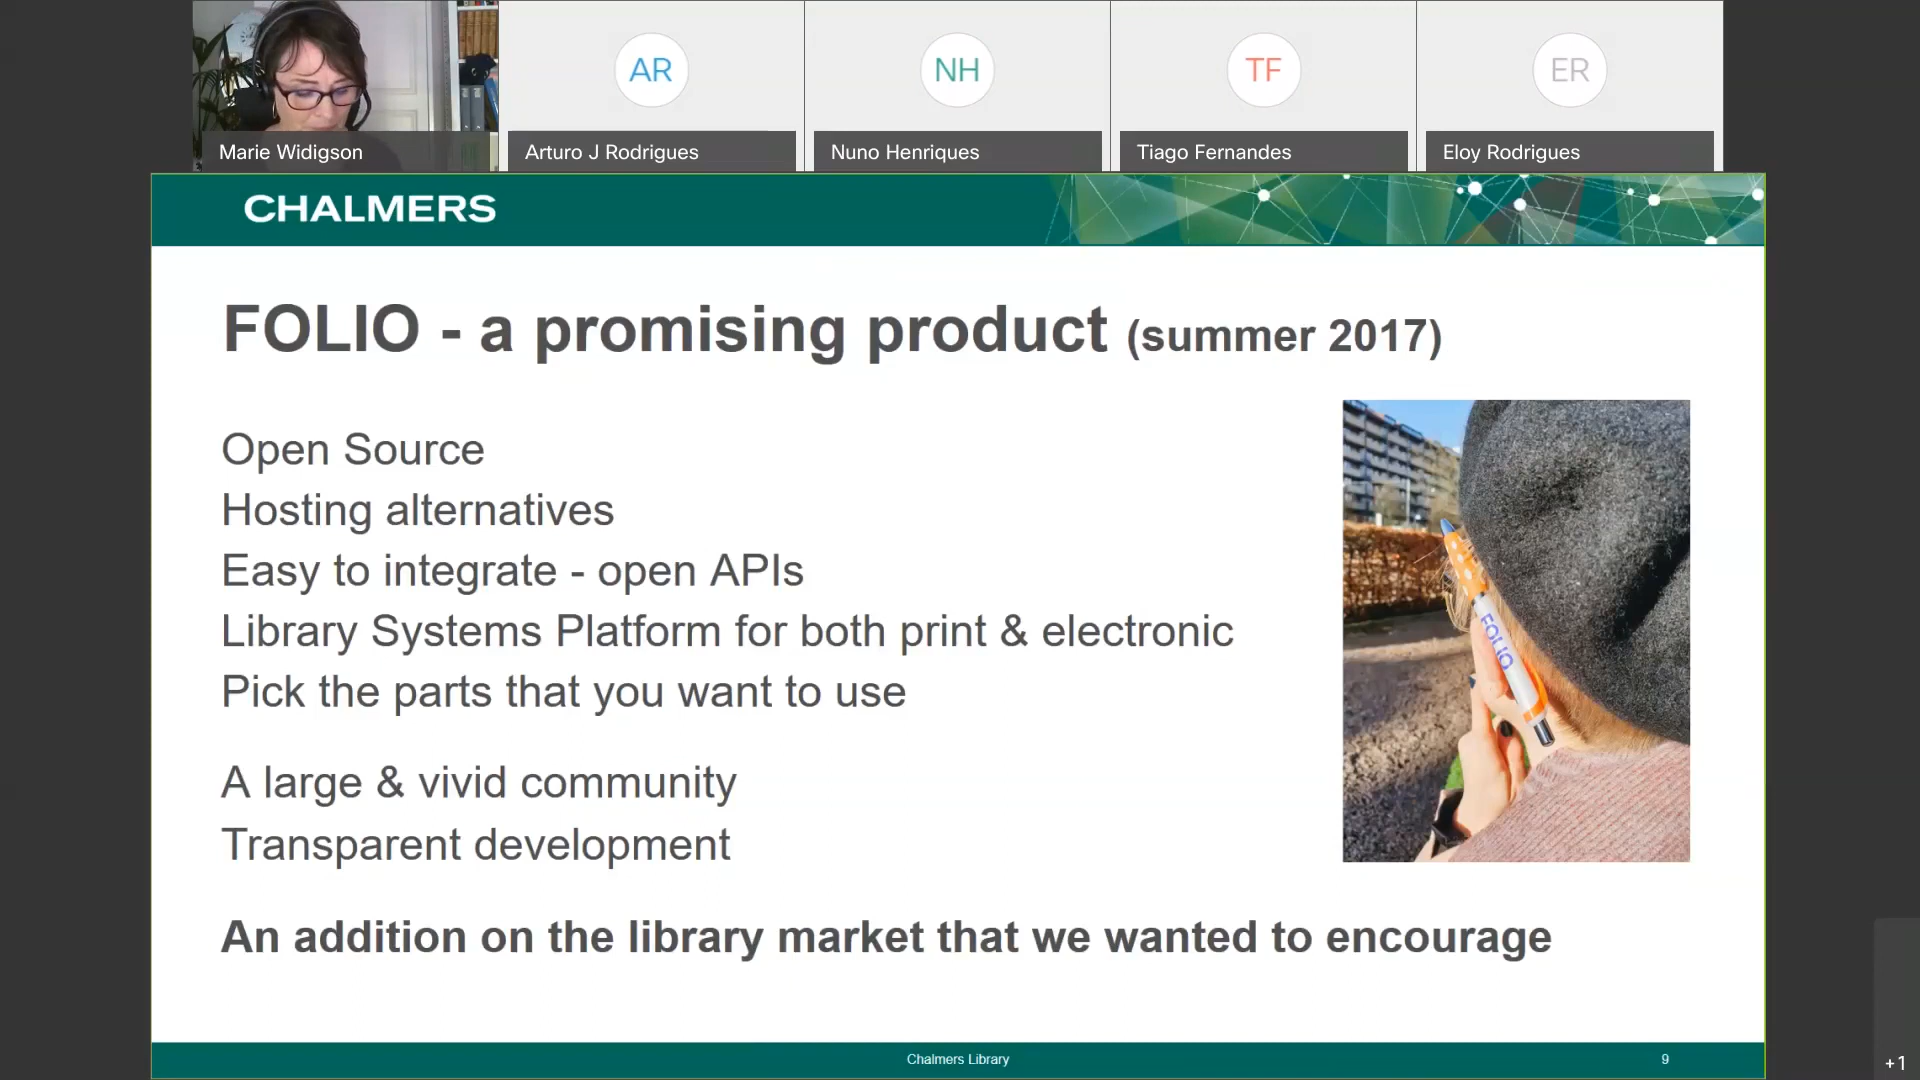 AR
NH
TF
ER
Marie Widigson
Arturo J Rodrigues
Nuno Henriques
Tiago Fernandes
Eloy Rodrigues
CHALMERS
FOLIO - a promising product (summer 2017)
Open Source
Hosting alternatives
Easy to integrate - open APIs
Library Systems Platform for both print & electronic
Pick the parts that you want to use
A large & vivid community
Transparent development
FOLIO
An addition on the library market that we wanted to encourage
Chalmers Library
9
+1